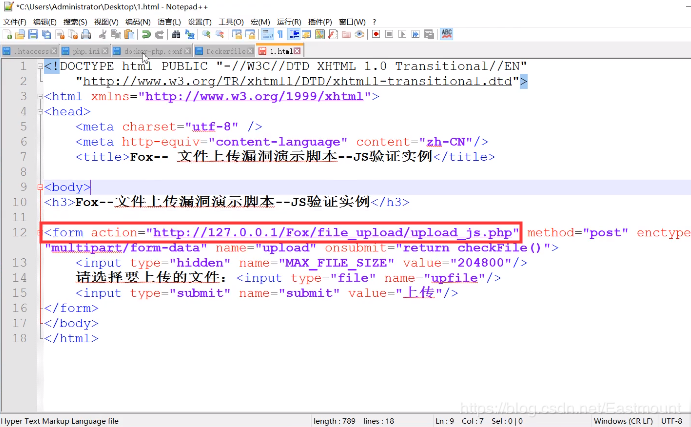 *C:\Users\Administrator\Desktop\1.html - Notepad++
文件(F) 编辑(E) 搜索(S) 视图(V) 编码(N) 语言(L) 设置(T) 工具(O) 宏(M) 运行(R) 插件(P) 窗口(W) ?
.htaccess php.ini docker-php.conf Dockerfile 1.html
1 <!DOCTYPE html PUBLIC "-//W3C//DTD XHTML 1.0 Transitional//EN"
2 "http://www.w3.org/TR/xhtml1/DTD/xhtml1-transitional.dtd">
3 <html xmlns="http://www.w3.org/1999/xhtml">
4 <head>
5 <meta charset="utf-8" />
6 <meta http-equiv="content-language" content="zh-CN"/>
7 <title>Fox-- 文件上传漏洞演示脚本--JS验证实例</title>
8
9 <body>
10 <h3>Fox--文件上传漏洞演示脚本--JS验证实例</h3>
11
12 <form action="http://127.0.0.1/Fox/file_upload/upload_js.php" method="post" enctype=
"multipart/form-data" name="upload" onsubmit="return checkFile()">
13 <input type="hidden" name="MAX_FILE_SIZE" value="204800"/>
14 请选择要上传的文件：<input type="file" name="upfile"/>
15 <input type="submit" name="submit" value="上传"/>
16 </form>
17 </body>
18 </html>
https://blog.csdn.net/Eastmount
Hyper Text Markup Language file length : 789 lines : 18 Ln : 9 Col : 7 Sel : 0 | 0 Windows (CR LF) UTF-8